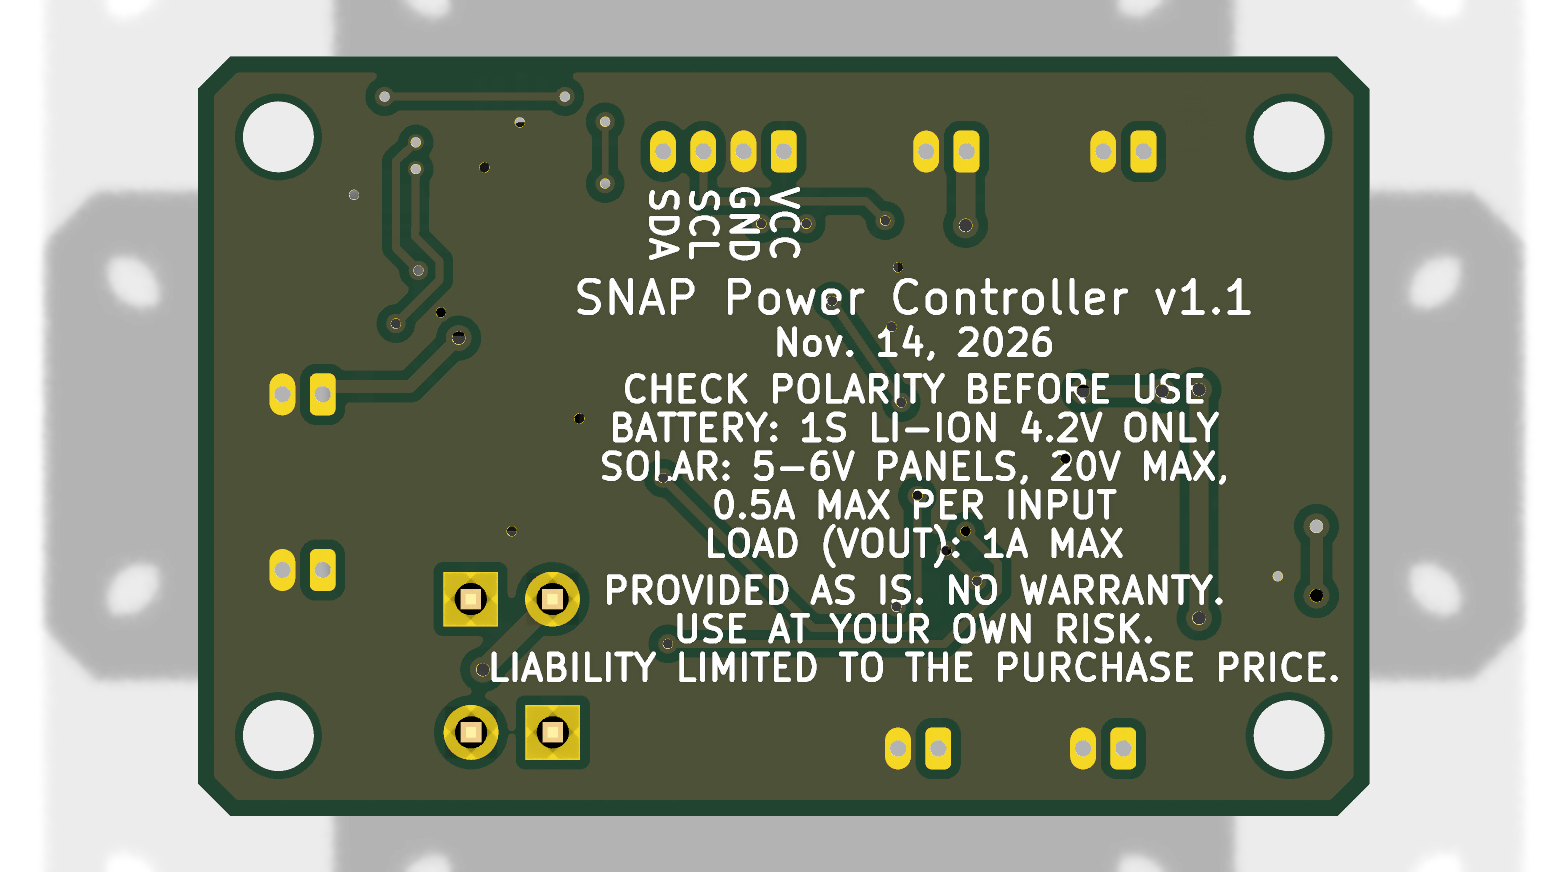 SDA
SCL
GND
VCC
SNAP Power Controller v1.1
Nov. 14, 2026
CHECK POLARITY BEFORE USE
BATTERY: 1S LI-ION 4.2V ONLY
SOLAR: 5-6V PANELS, 20V MAX,
0.5A MAX PER INPUT
LOAD (VOUT): 1A MAX
PROVIDED AS IS. NO WARRANTY.
USE AT YOUR OWN RISK.
LIABILITY LIMITED TO THE PURCHASE PRICE.